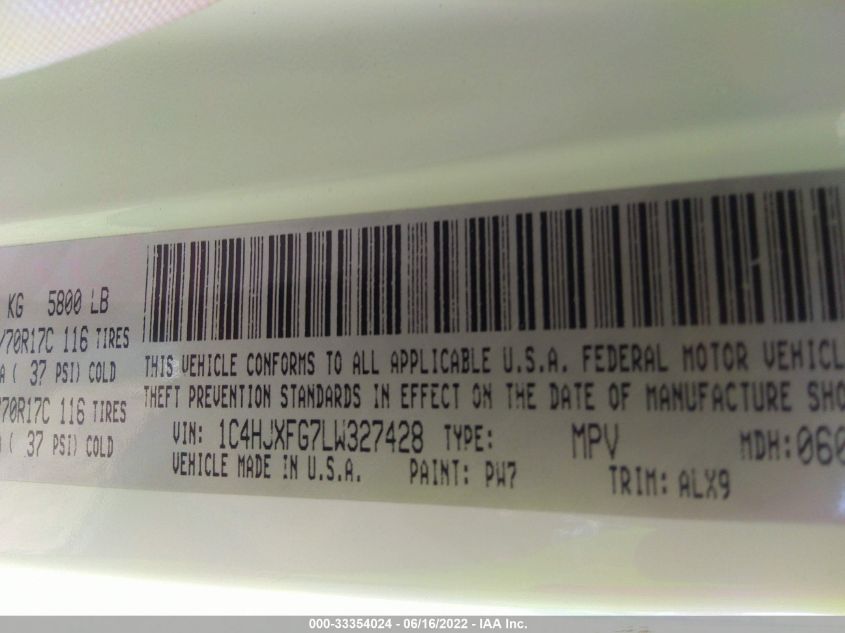 KG 5800 LB
/70R17C 116 TIRES
A ( 37 PSI) COLD
/70R17C 116 TIRES
( 37 PSI) COLD
THIS VEHICLE CONFORMS TO ALL APPLICABLE U.S.A. FEDERAL MOTOR VEHICL
THEFT PREVENTION STANDARDS IN EFFECT ON THE DATE OF MANUFACTURE SHO
VIN: 1C4HJXFG7LW327428 TYPE: MPV MDH:060
VEHICLE MADE IN U.S.A. PAINT: PW7 TRIM: ALX9
000-33354024 - 06/16/2022 - IAA Inc.